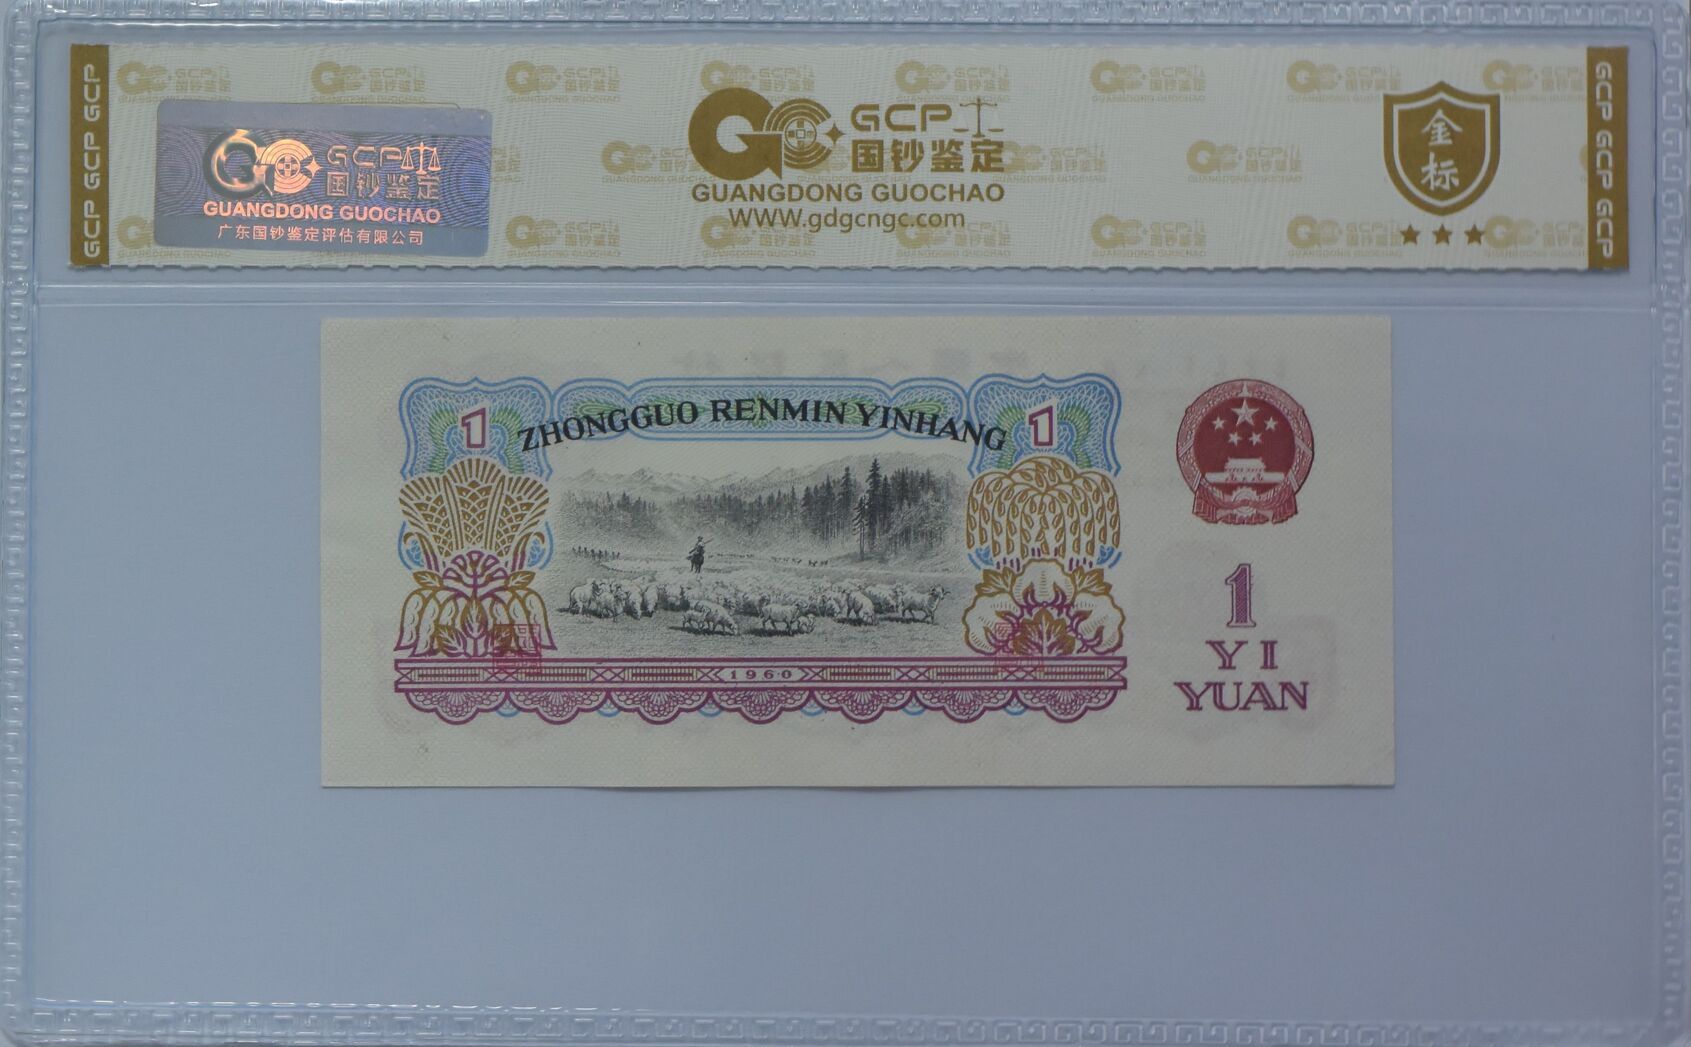 GCP GCP GCP
GCP
国钞鉴定
GUANGDONG GUOCHAO
广东国钞鉴定评估有限公司
GCP
国钞鉴定
GUANGDONG GUOCHAO
WWW.gdgcngc.com
金标
GCP GCP GCP
1
ZHONGGUO RENMIN YINHANG
1
1960
1
YI
YUAN